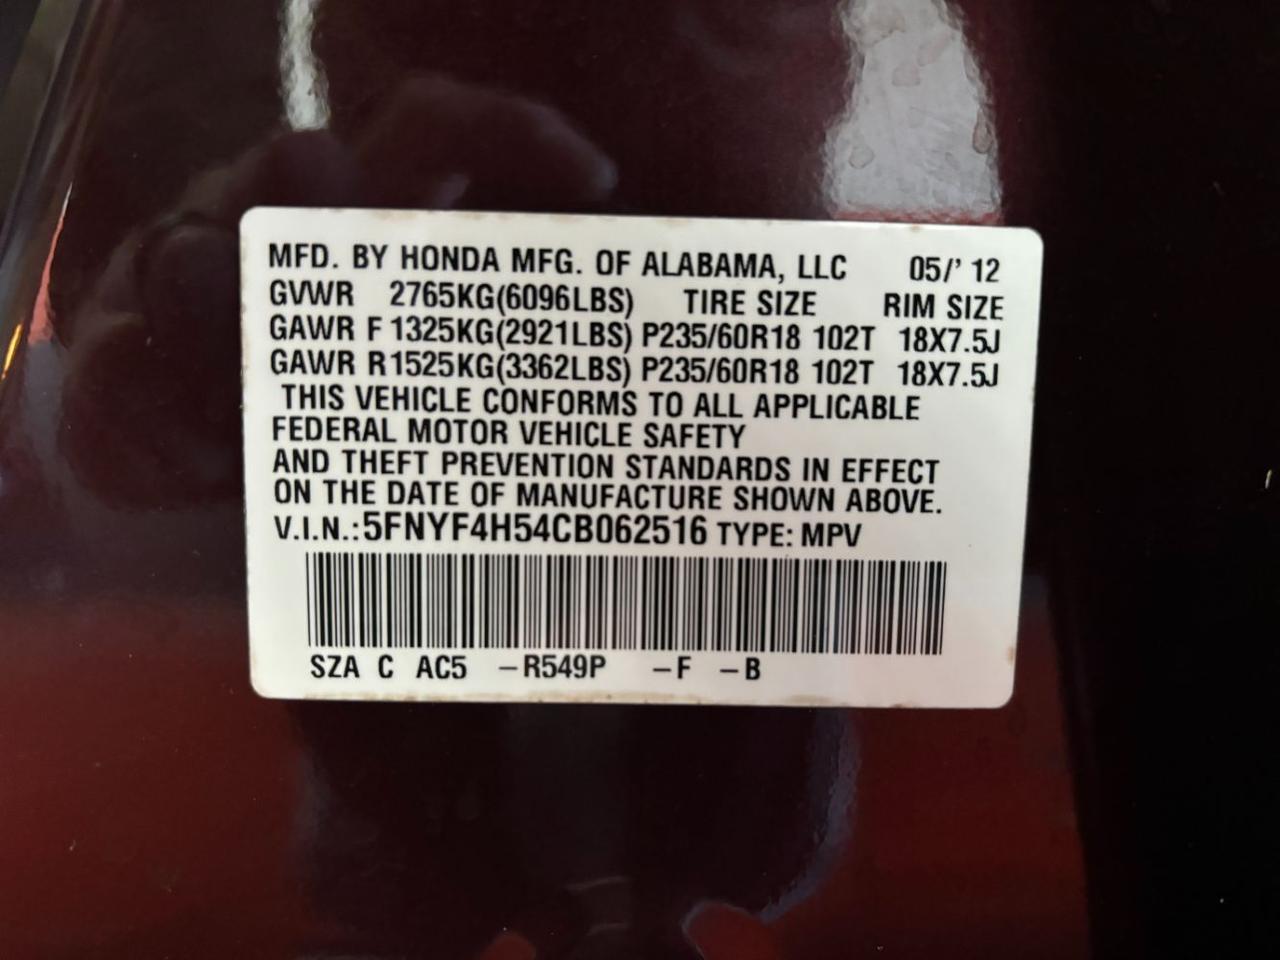 MFD. BY HONDA MFG. OF ALABAMA, LLC 05/' 12
GVWR 2765KG(6096LBS) TIRE SIZE RIM SIZE
GAWR F 1325KG(2921LBS) P235/60R18 102T 18X7.5J
GAWR R1525KG(3362LBS) P235/60R18 102T 18X7.5J
THIS VEHICLE CONFORMS TO ALL APPLICABLE
FEDERAL MOTOR VEHICLE SAFETY
AND THEFT PREVENTION STANDARDS IN EFFECT
ON THE DATE OF MANUFACTURE SHOWN ABOVE.
V.I.N.:5FNYF4H54CB062516 TYPE: MPV
SZA C AC5 –R549P –F –B